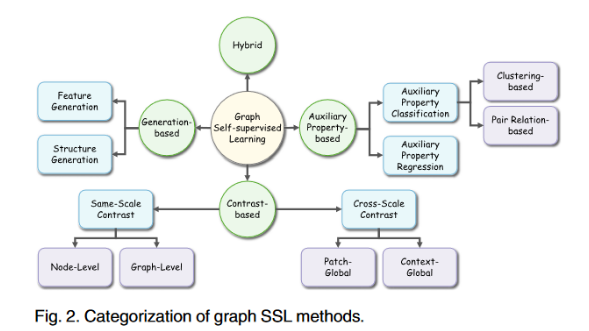 Hybrid
Feature
Generation
Structure
Generation
Generation-
based
Graph
Self-supervised
Learning
Auxiliary
Property-
based
Auxiliary
Property
Classification
Auxiliary
Property
Regression
Clustering-
based
Pair Relation-
based
Same-Scale
Contrast
Contrast-
based
Cross-Scale
Contrast
Node-Level
Graph-Level
Patch-
Global
Context-
Global
Fig. 2. Categorization of graph SSL methods.